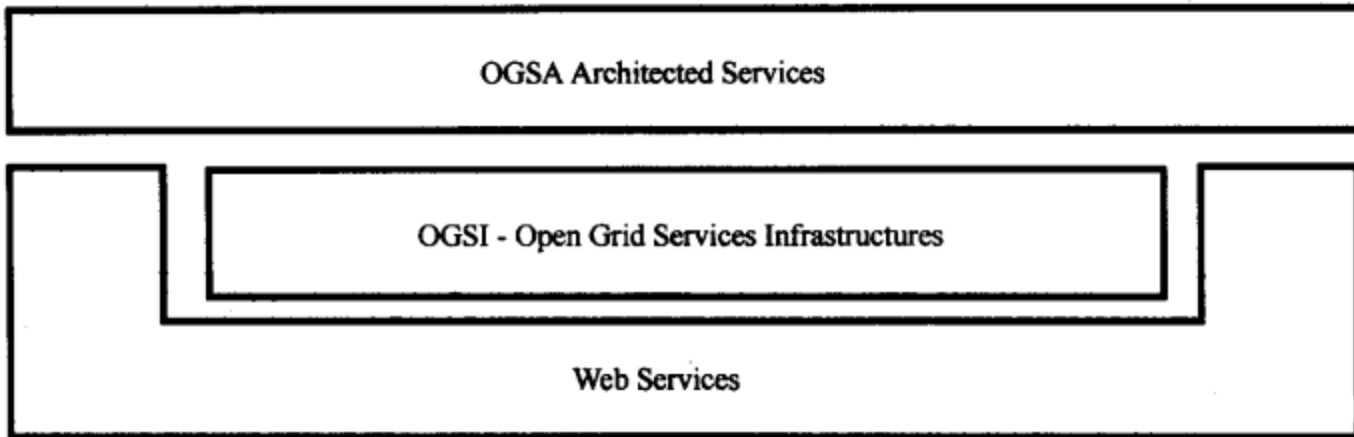 OGSA Architected Services
OGSI - Open Grid Services Infrastructures
Web Services